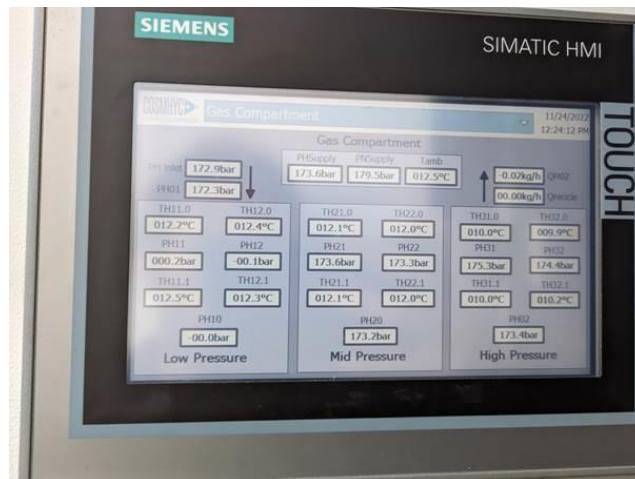 SIEMENS
SIMATIC HMI
TOUCH
COSMHYC Gas Compartment
11/24/2022
12:24:12 PM
Gas Compartment
PHSupply PNSupply Tamb
173.6bar 179.5bar 012.5°C
PH Inlet 172.9bar
PH01 172.3bar
-0.02kg/h QH02
00.00kg/h Qnozzle
TH11.0 TH12.0
012.2°C 012.4°C
PH11 PH12
000.2bar -00.1bar
TH11.1 TH12.1
012.5°C 012.3°C
PH10
-00.0bar
Low Pressure
TH21.0 TH22.0
012.1°C 012.0°C
PH21 PH22
173.6bar 173.3bar
TH21.1 TH22.1
012.1°C 012.0°C
PH20
173.2bar
Mid Pressure
TH31.0 TH32.0
010.0°C 009.9°C
PH31 PH32
175.3bar 174.4bar
TH31.1 TH32.1
010.0°C 010.2°C
PH02
173.4bar
High Pressure